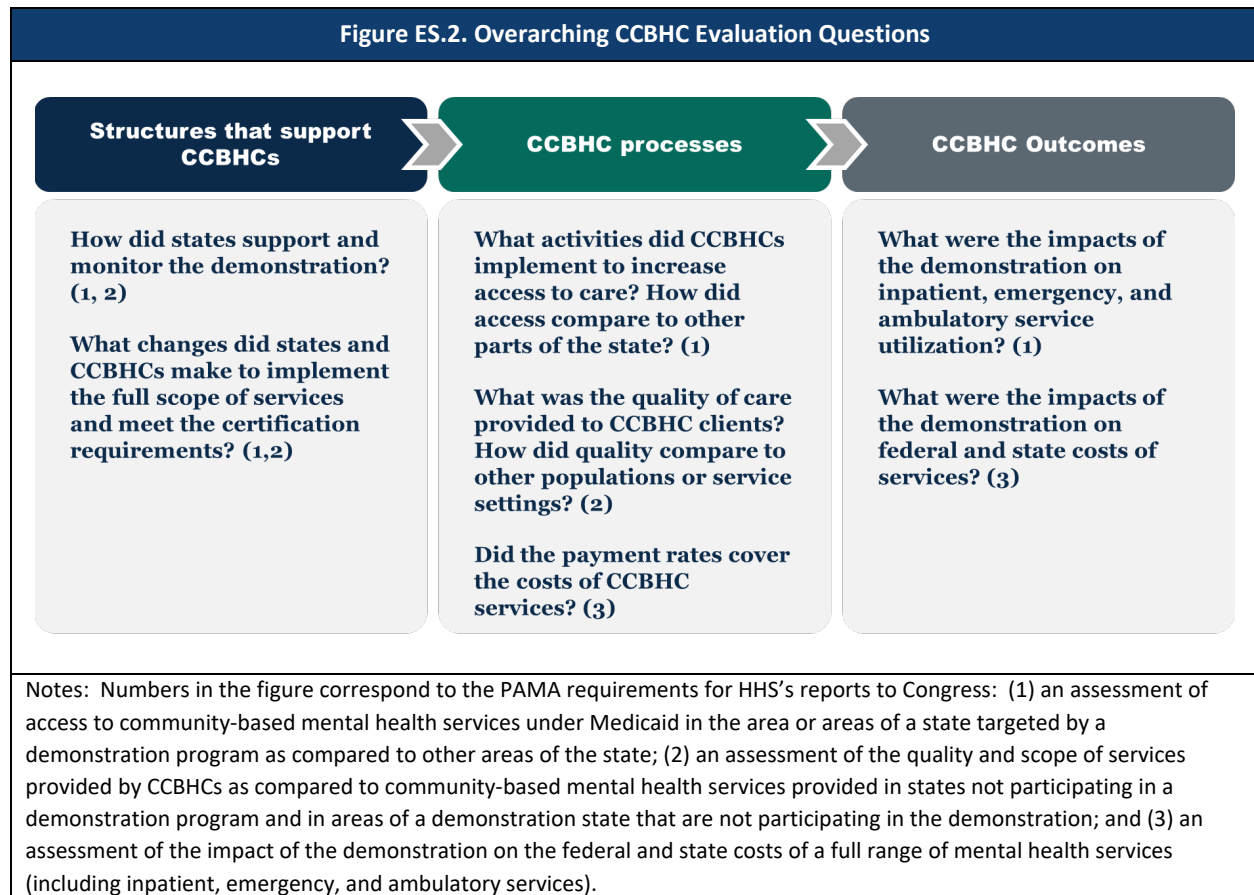 Figure ES.2. Overarching CCBHC Evaluation Questions
Structures that support
CCBHCs
How did states support and
monitor the demonstration?
(1, 2)
What changes did states and
CCBHCs make to implement
the full scope of services
and meet the certification
requirements? (1,2)
CCBHC processes
What activities did CCBHCs
implement to increase
access to care? How did
access compare to other
parts of the state? (1)
What was the quality of care
provided to CCBHC clients?
How did quality compare to
other populations or service
settings? (2)
Did the payment rates cover
the costs of CCBHC
services? (3)
CCBHC Outcomes
What were the impacts of
the demonstration on
inpatient, emergency, and
ambulatory service
utilization? (1)
What were the impacts of
the demonstration on
federal and state costs of
services? (3)
Notes: Numbers in the figure correspond to the PAMA requirements for HHS’s reports to Congress: (1) an assessment of
access to community-based mental health services under Medicaid in the area or areas of a state targeted by a
demonstration program as compared to other areas of the state; (2) an assessment of the quality and scope of services
provided by CCBHCs as compared to community-based mental health services provided in states not participating in a
demonstration program and in areas of a demonstration state that are not participating in the demonstration; and (3) an
assessment of the impact of the demonstration on the federal and state costs of a full range of mental health services
(including inpatient, emergency, and ambulatory services).